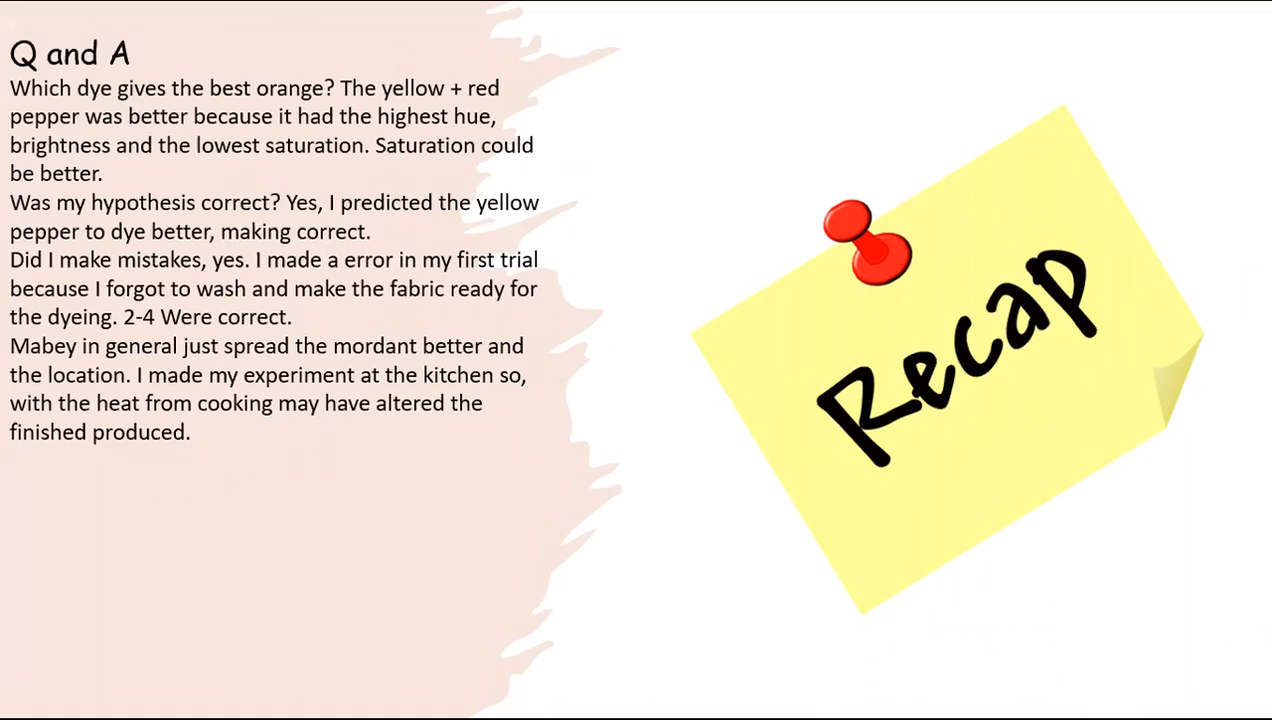 Q and A
Which dye gives the best orange? The yellow + red
pepper was better because it had the highest hue,
brightness and the lowest saturation. Saturation could
be better.
Was my hypothesis correct? Yes, I predicted the yellow
pepper to dye better, making correct.
Did I make mistakes, yes. I made a error in my first trial
because I forgot to wash and make the fabric ready for
the dyeing. 2-4 Were correct.
Mabey in general just spread the mordant better and
the location. I made my experiment at the kitchen so,
with the heat from cooking may have altered the
finished produced.
Recap